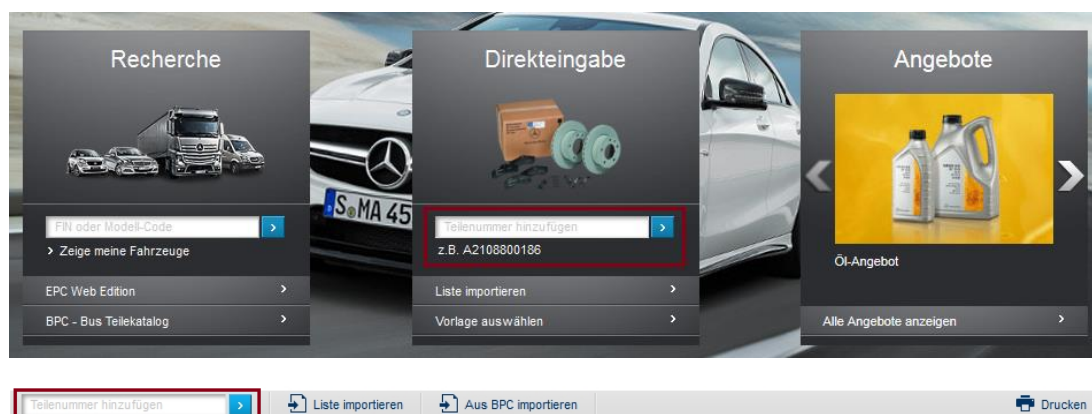 Recherche
FIN oder Modell-Code
Zeige meine Fahrzeuge
EPC Web Edition
BPC - Bus Teilekatalog
S MA 45
Direkteingabe
Teilenummer hinzufügen
z.B. A2108800186
Liste importieren
Vorlage auswählen
Angebote
Öl-Angebot
Alle Angebote anzeigen
Teilenummer hinzufügen
Liste importieren
Aus BPC importieren
Drucken